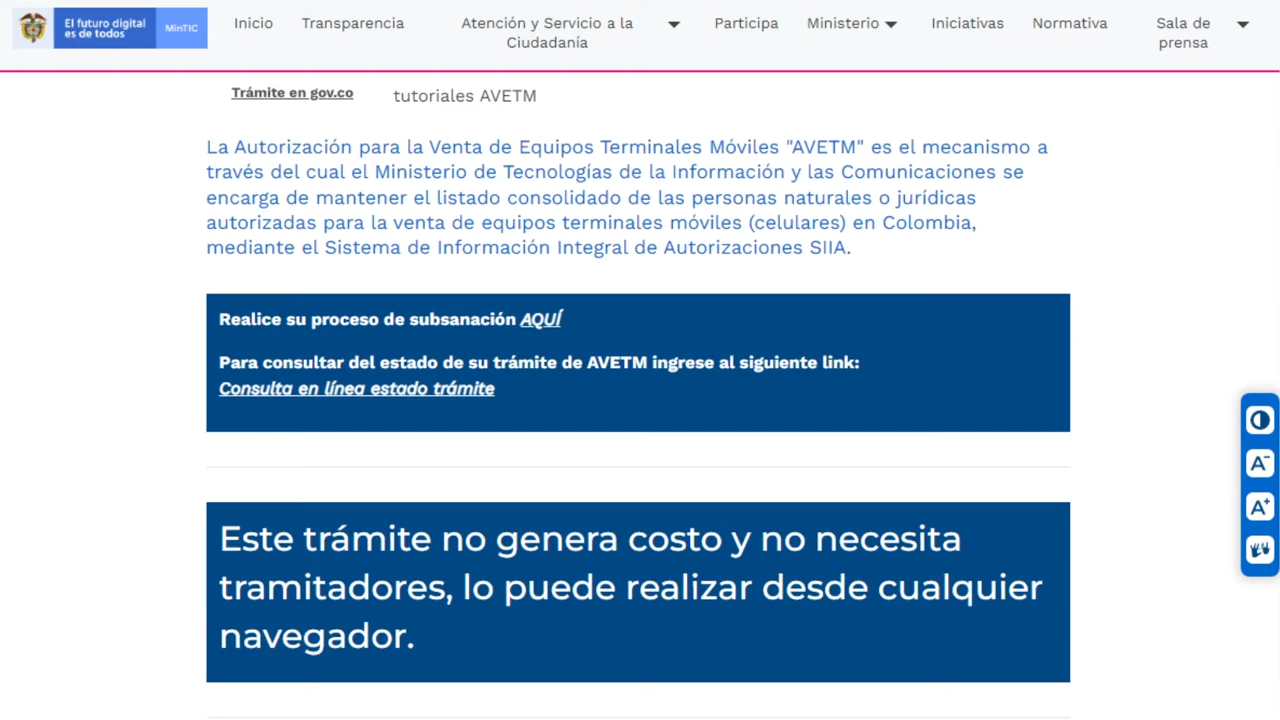 El futuro digital
es de todos
MinTIC
Inicio
Transparencia
Atención y Servicio a la
Ciudadanía
Participa
Ministerio
Iniciativas
Normativa
Sala de
prensa
Trámite en gov.co
tutoriales AVETM
La Autorización para la Venta de Equipos Terminales Móviles "AVETM" es el mecanismo a
través del cual el Ministerio de Tecnologías de la Información y las Comunicaciones se
encarga de mantener el listado consolidado de las personas naturales o jurídicas
autorizadas para la venta de equipos terminales móviles (celulares) en Colombia,
mediante el Sistema de Información Integral de Autorizaciones SIIA.
Realice su proceso de subsanación AQUÍ
Para consultar del estado de su trámite de AVETM ingrese al siguiente link:
Consulta en línea estado trámite
A-
A+
Este trámite no genera costo y no necesita
tramitadores, lo puede realizar desde cualquier
navegador.